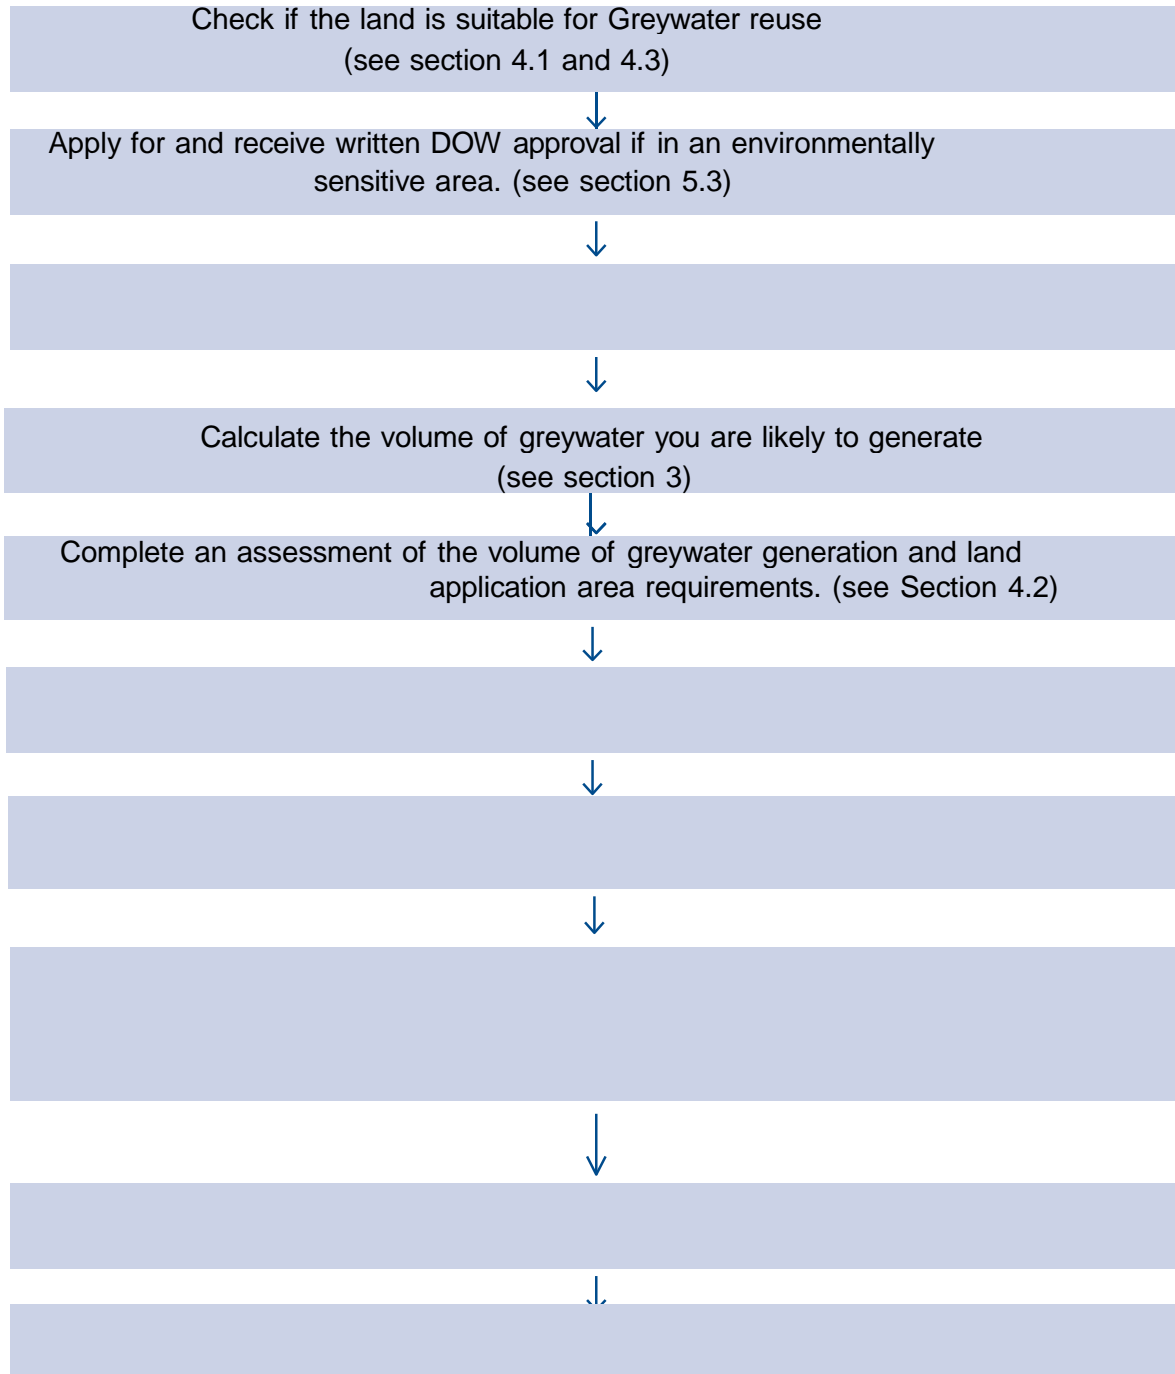 Check if the land is suitable for Greywater reuse
(see section 4.1 and 4.3)
Apply for and receive written DOW approval if in an environmentally
sensitive area. (see section 5.3)
Calculate the volume of greywater you are likely to generate
(see section 3)
Complete an assessment of the volume of greywater generation and land
application area requirements. (see Section 4.2)